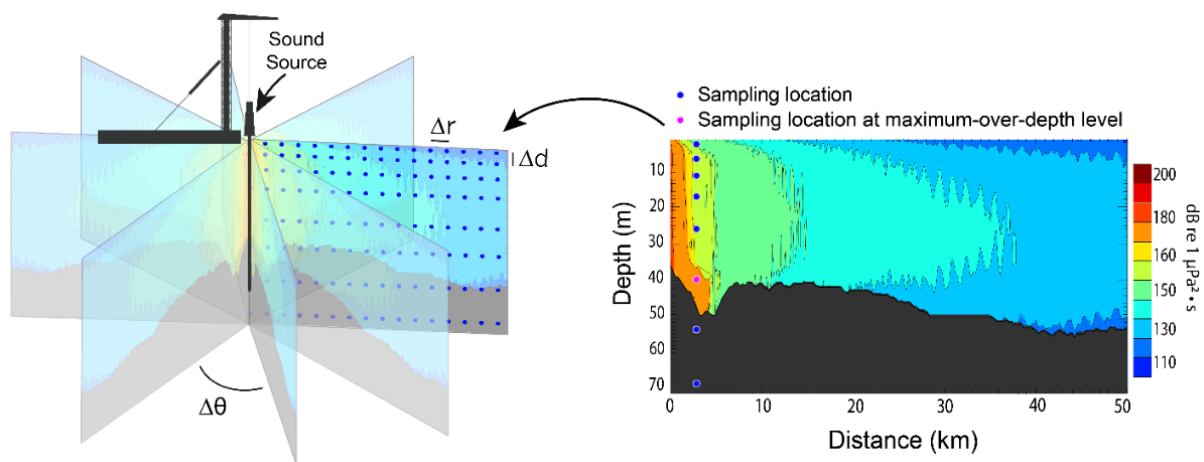 Sound
Source
Δr
Δd
Δθ
Sampling location
Sampling location at maximum-over-depth level
Depth (m)
10
20
30
40
50
60
70
0
10
20
30
40
50
Distance (km)
200
180
160
150
130
110
dB re 1 μPa² • s